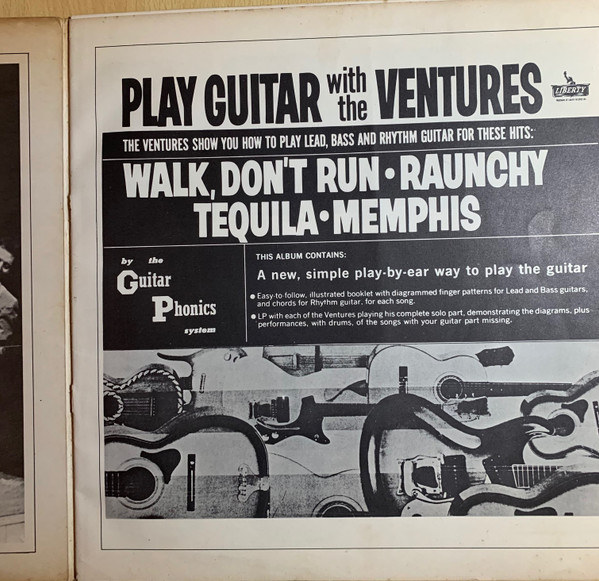 PLAY GUITAR with the VENTURES
LIBERTY
THE VENTURES SHOW YOU HOW TO PLAY LEAD, BASS AND RHYTHM GUITAR FOR THESE HITS:
WALK, DON'T RUN • RAUNCHY
TEQUILA • MEMPHIS
by the
Guitar
Phonics
system
THIS ALBUM CONTAINS:
A new, simple play-by-ear way to play the guitar
• Easy-to-follow, illustrated booklet with diagrammed finger patterns for Lead and Bass guitars,
and chords for Rhythm guitar, for each song.
• LP with each of the Ventures playing his complete solo part, demonstrating the diagrams, plus
performances, with drums, of the songs with your guitar part missing.